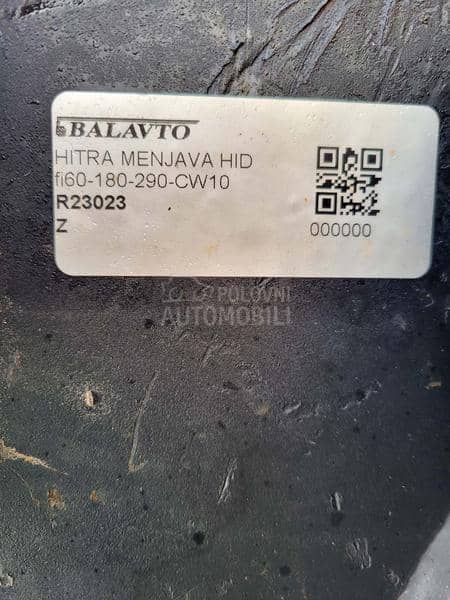 BALAVTO
HITRA MENJAVA HID
fi60-180-290-CW10
R23023
Z
000000
POLOVNI
AUTOMOBILI